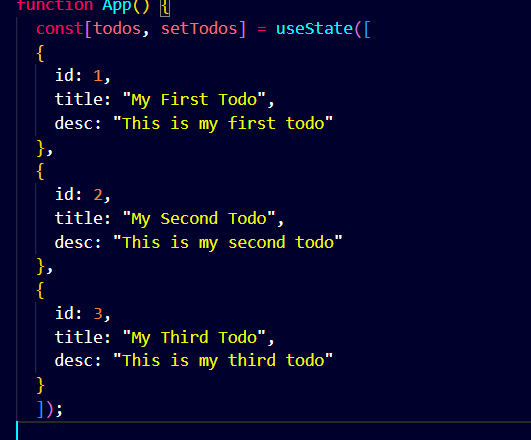 function App() {
const[todos, setTodos] = useState([
{
id: 1,
title: "My First Todo",
desc: "This is my first todo"
},
{
id: 2,
title: "My Second Todo",
desc: "This is my second todo"
},
{
id: 3,
title: "My Third Todo",
desc: "This is my third todo"
}
]);